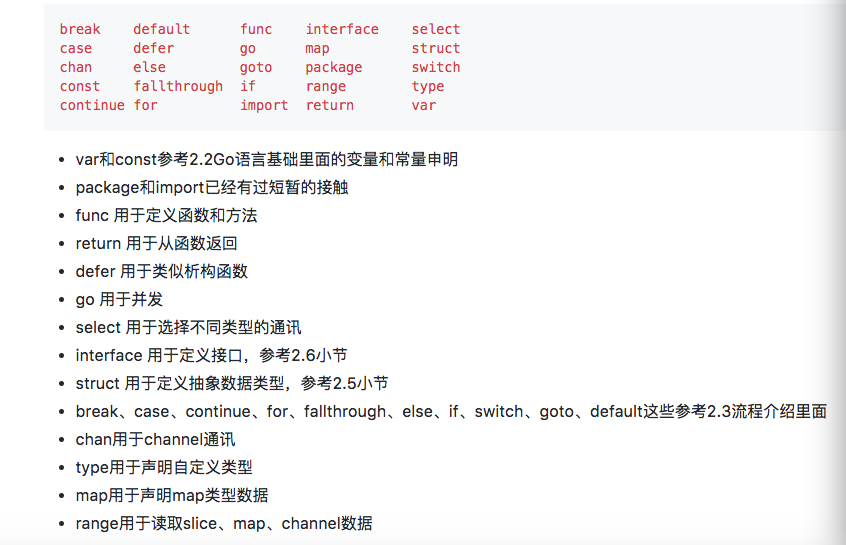 break default func interface select
case defer go map struct
chan else goto package switch
const fallthrough if range type
continue for import return var
var和const参考2.2Go语言基础里面的变量和常量申明
package和import已经有过短暂的接触
func 用于定义函数和方法
return 用于从函数返回
defer 用于类似析构函数
go 用于并发
select 用于选择不同类型的通讯
interface 用于定义接口，参考2.6小节
struct 用于定义抽象数据类型，参考2.5小节
break、case、continue、for、fallthrough、else、if、switch、goto、default这些参考2.3流程介绍里面
chan用于channel通讯
type用于声明自定义类型
map用于声明map类型数据
range用于读取slice、map、channel数据